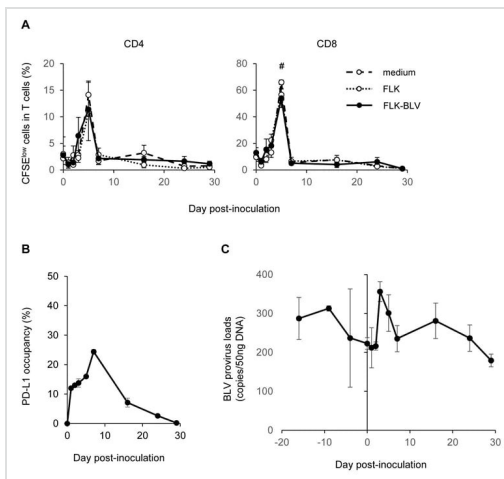 A
CD4
CD8
CFSElow cells in T cells (%)
25
20
15
10
5
0
0 10 20 30
100
80
60
40
20
0
0 10 20 30
#
medium
FLK
FLK-BLV
Day post-inoculation
B
PD-L1 occupancy (%)
50
40
30
20
10
0
0 10 20 30
Day post-inoculation
C
BLV provirus loads
(copies/50ng DNA)
400
300
200
100
0
-20 -10 0 10 20 30
Day post-inoculation